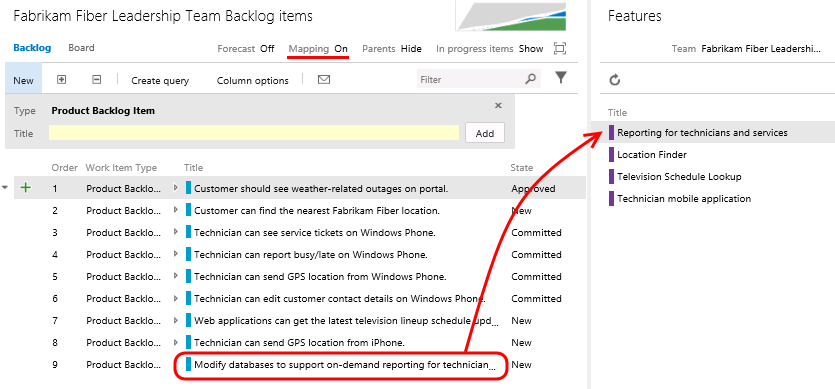 Fabrikam Fiber Leadership Team Backlog items
Backlog Board Forecast Off Mapping On Parents Hide In progress items Show
New Create query Column options Filter
Type Product Backlog Item
Title Add
Order Work Item Type Title State
1 Product Backlo... Customer should see weather-related outages on portal. Approved
2 Product Backlo... Customer can find the nearest Fabrikam Fiber location. New
3 Product Backlo... Technician can see service tickets on Windows Phone. Committed
4 Product Backlo... Technician can report busy/late on Windows Phone. Committed
5 Product Backlo... Technician can send GPS location from Windows Phone. Committed
6 Product Backlo... Technician can edit customer contact details on Windows Phone. Committed
7 Product Backlo... Web applications can get the latest television lineup schedule upd... New
8 Product Backlo... Technician can send GPS location from iPhone. New
9 Product Backlo... Modify databases to support on-demand reporting for technician... New
Features
Team Fabrikam Fiber Leadershi...
Title
Reporting for technicians and services
Location Finder
Television Schedule Lookup
Technician mobile application